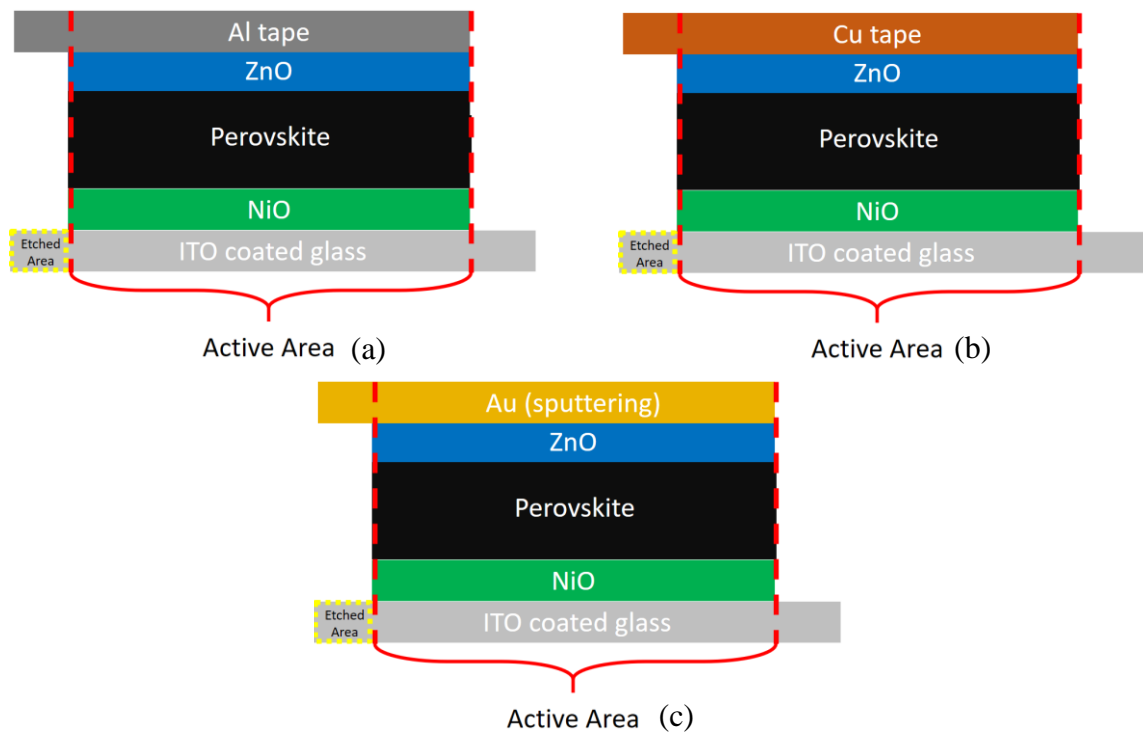 Al tape
ZnO
Perovskite
NiO
Etched
Area
ITO coated glass
Active Area (a)
Cu tape
ZnO
Perovskite
NiO
Etched
Area
ITO coated glass
Active Area (b)
Au (sputtering)
ZnO
Perovskite
NiO
Etched
Area
ITO coated glass
Active Area (c)